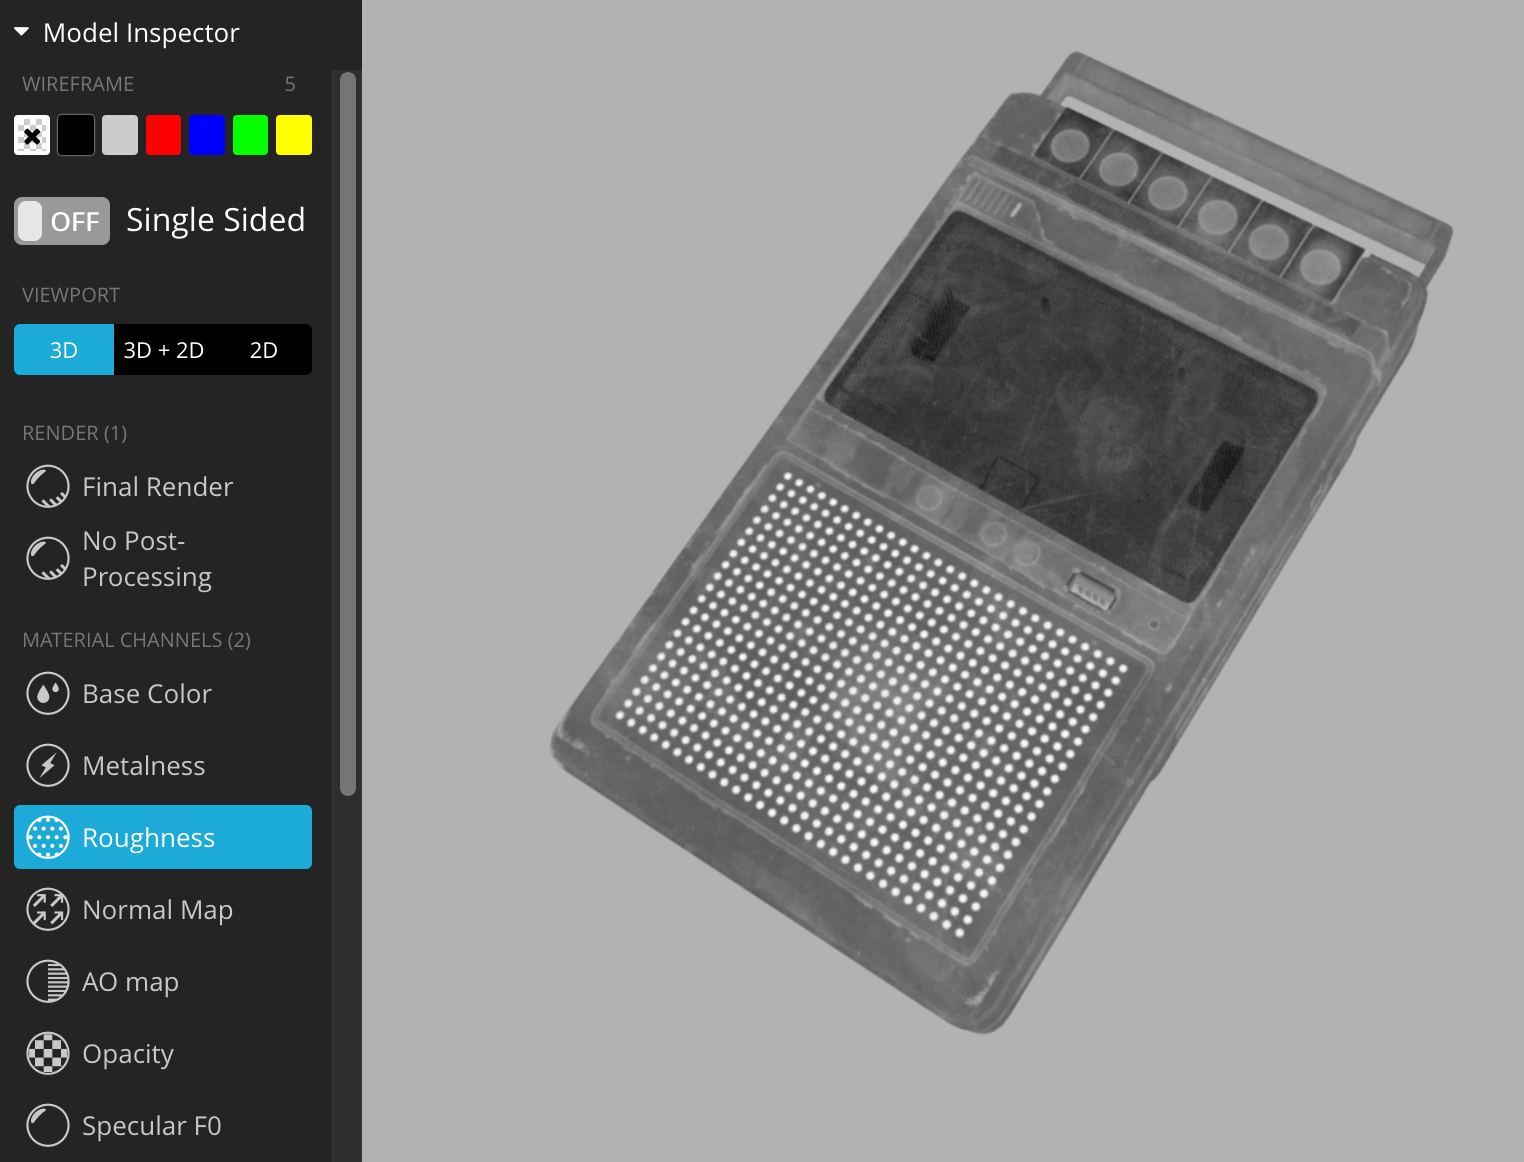 Model Inspector
WIREFRAME 5
OFF Single Sided
VIEWPORT
3D 3D + 2D 2D
RENDER (1)
Final Render
No Post-
Processing
MATERIAL CHANNELS (2)
Base Color
Metalness
Roughness
Normal Map
AO map
Opacity
Specular F0